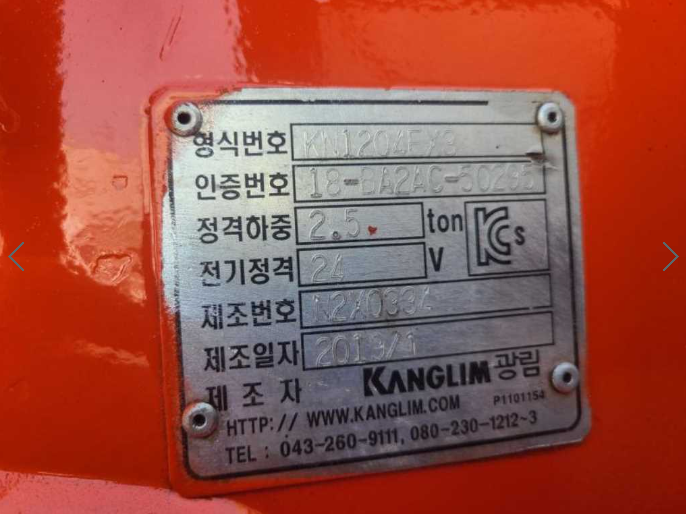 형식번호 KN1204EX3
인증번호 18-BA2AC-50285
정격하중 2.5 ton
전기정격 24 V
제조번호
제조일자 2019/1
제조자 KANGLIM 광림
P1101154
HTTP://WWW.KANGLIM.COM
TEL : 043-260-9111, 080-230-1212~3